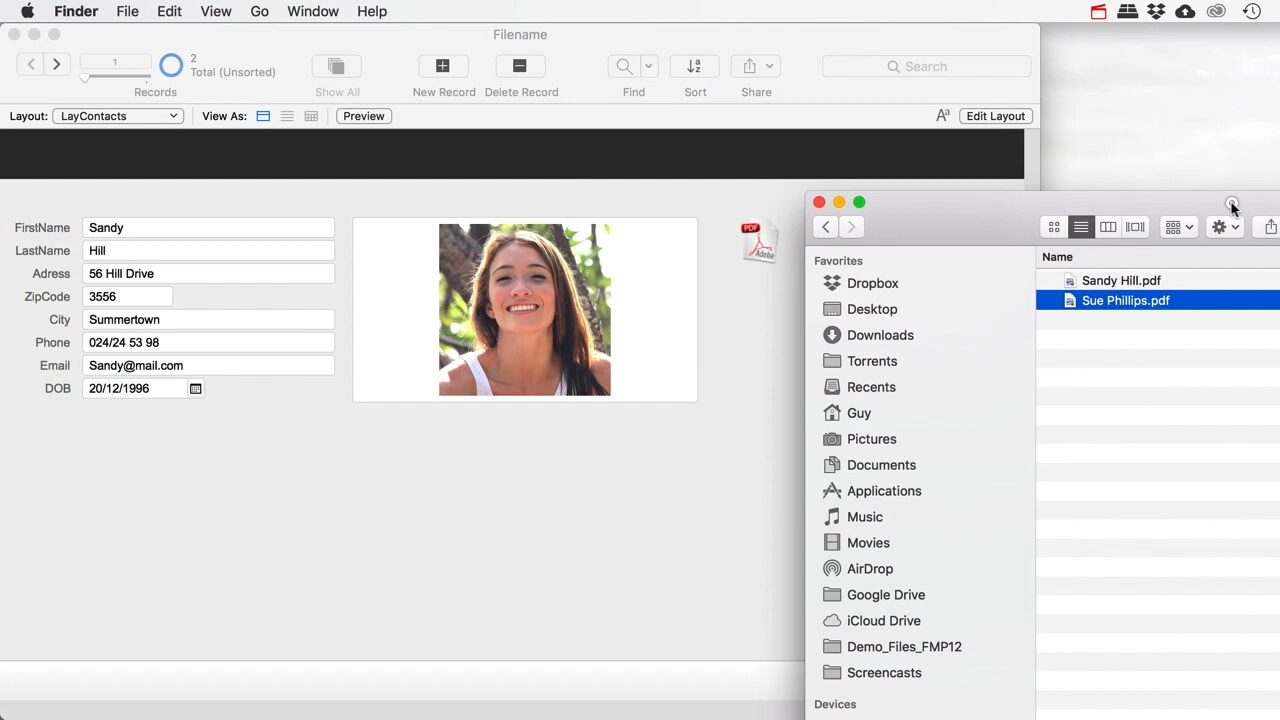 Finder File Edit View Go Window Help
Filename
1
2
Total (Unsorted)
Records
Show All
New Record
Delete Record
Find
Sort
Share
Search
Layout: LayContacts
View As:
Preview
Aa
Edit Layout
FirstName Sandy
LastName Hill
Adress 56 Hill Drive
ZipCode 3556
City Summertown
Phone 024/24 53 98
Email Sandy@mail.com
DOB 20/12/1996
PDF
Adobe
Favorites
Dropbox
Desktop
Downloads
Torrents
Recents
Guy
Pictures
Documents
Applications
Music
Movies
AirDrop
Google Drive
iCloud Drive
Demo_Files_FMP12
Screencasts
Devices
Name
Sandy Hill.pdf
Sue Phillips.pdf